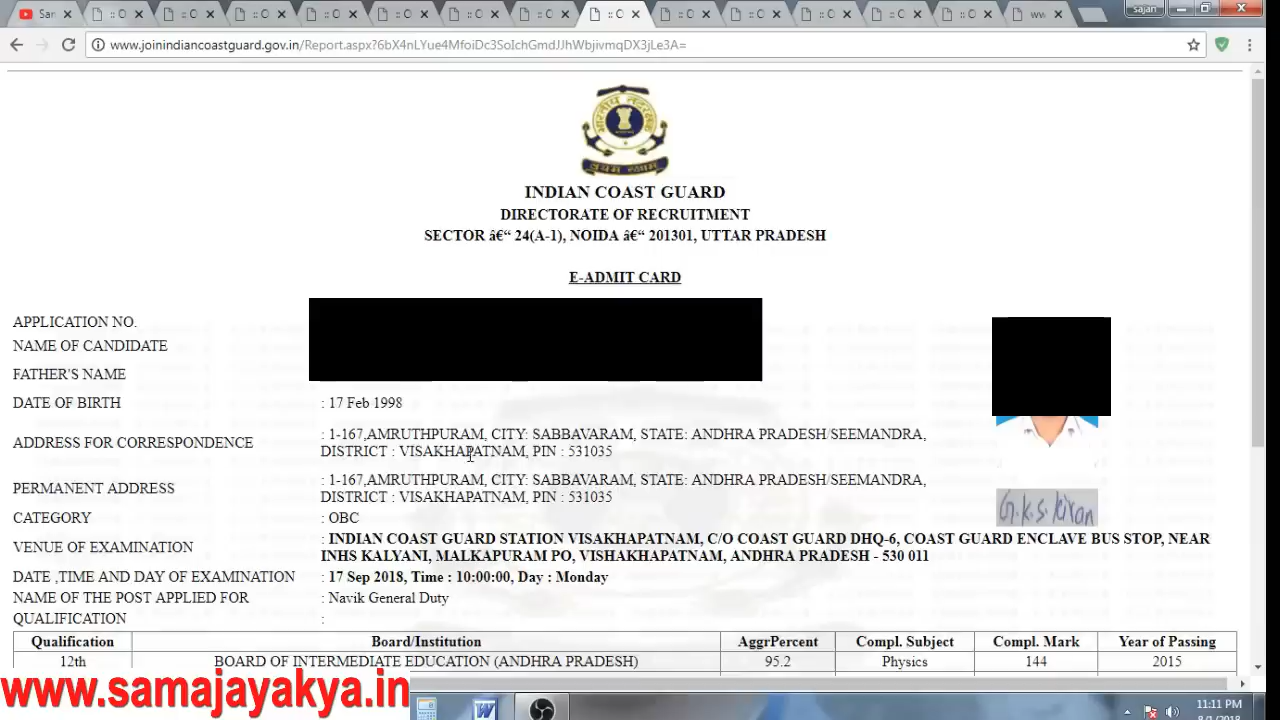 Sar
sajan
www.joinindiancoastguard.gov.in/Report.aspx?6bX4nLYue4MfoiDc3SoIchGmdJJhWbjivmqDX3jLe3A=
INDIAN COAST GUARD
DIRECTORATE OF RECRUITMENT
SECTOR â€“ 24(A-1), NOIDA â€“ 201301, UTTAR PRADESH
E-ADMIT CARD
APPLICATION NO.
NAME OF CANDIDATE
FATHER'S NAME
DATE OF BIRTH : 17 Feb 1998
ADDRESS FOR CORRESPONDENCE : 1-167,AMRUTHPURAM, CITY: SABBAVARAM, STATE: ANDHRA PRADESH/SEEMANDRA,
DISTRICT : VISAKHAPATNAM, PIN : 531035
PERMANENT ADDRESS : 1-167,AMRUTHPURAM, CITY: SABBAVARAM, STATE: ANDHRA PRADESH/SEEMANDRA,
DISTRICT : VISAKHAPATNAM, PIN : 531035
G.k.s.kiran
CATEGORY : OBC
VENUE OF EXAMINATION : INDIAN COAST GUARD STATION VISAKHAPATNAM, C/O COAST GUARD DHQ-6, COAST GUARD ENCLAVE BUS STOP, NEAR
INHS KALYANI, MALKAPURAM PO, VISHAKHAPATNAM, ANDHRA PRADESH - 530 011
DATE ,TIME AND DAY OF EXAMINATION : 17 Sep 2018, Time : 10:00:00, Day : Monday
NAME OF THE POST APPLIED FOR : Navik General Duty
QUALIFICATION :
Qualification Board/Institution AggrPercent Compl. Subject Compl. Mark Year of Passing
12th BOARD OF INTERMEDIATE EDUCATION (ANDHRA PRADESH) 95.2 Physics 144 2015
www.samajayakya.in
11:11 PM
8/1/2018